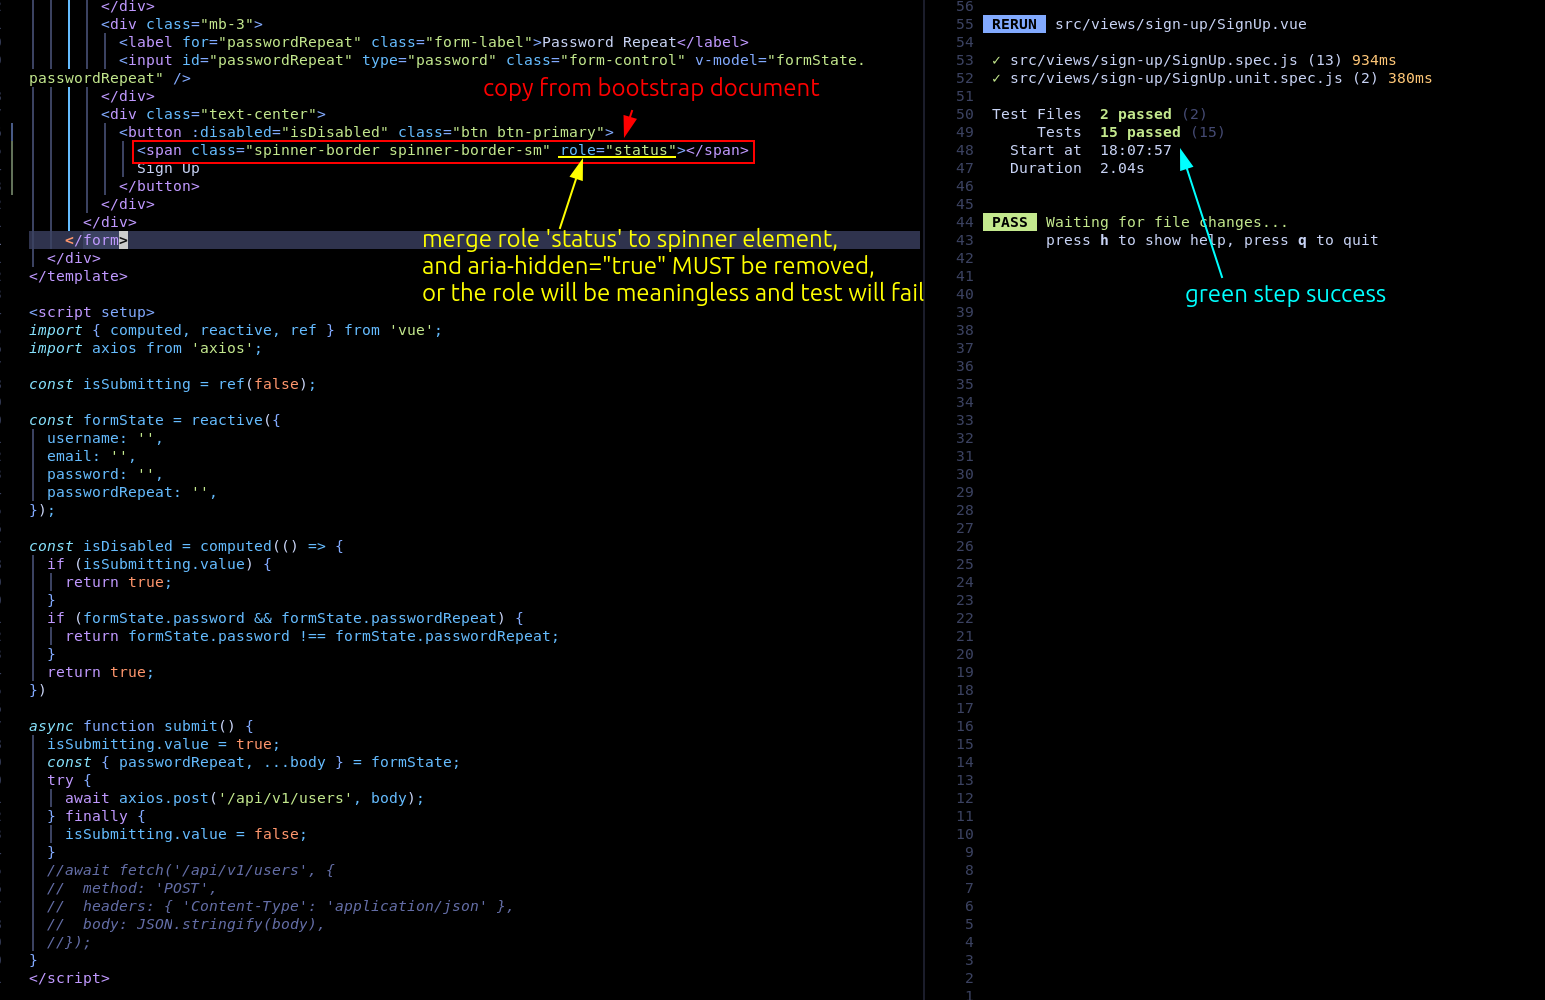 </div>
<div class="mb-3">
<label for="passwordRepeat" class="form-label">Password Repeat</label>
<input id="passwordRepeat" type="password" class="form-control" v-model="formState.
passwordRepeat" />
copy from bootstrap document
</div>
<div class="text-center">
<button :disabled="isDisabled" class="btn btn-primary">
<span class="spinner-border spinner-border-sm" role="status"></span>
Sign Up
</button>
</div>
</div>
</form>
merge role 'status' to spinner element,
and aria-hidden="true" MUST be removed,
or the role will be meaningless and test will fail
</div>
</template>
<script setup>
import { computed, reactive, ref } from 'vue';
import axios from 'axios';
const isSubmitting = ref(false);
const formState = reactive({
username: '',
email: '',
password: '',
passwordRepeat: '',
});
const isDisabled = computed(() => {
if (isSubmitting.value) {
return true;
}
if (formState.password && formState.passwordRepeat) {
return formState.password !== formState.passwordRepeat;
}
return true;
})
async function submit() {
isSubmitting.value = true;
const { passwordRepeat, ...body } = formState;
try {
await axios.post('/api/v1/users', body);
} finally {
isSubmitting.value = false;
}
//await fetch('/api/v1/users', {
//  method: 'POST',
//  headers: { 'Content-Type': 'application/json' },
//  body: JSON.stringify(body),
//});
}
</script>
56
55 RERUN src/views/sign-up/SignUp.vue
54
53 ✓ src/views/sign-up/SignUp.spec.js (13) 934ms
52 ✓ src/views/sign-up/SignUp.unit.spec.js (2) 380ms
51
50 Test Files 2 passed (2)
49 Tests 15 passed (15)
48 Start at 18:07:57
47 Duration 2.04s
46
45
44 PASS Waiting for file changes...
43 press h to show help, press q to quit
42
41
40
green step success
39
38
37
36
35
34
33
32
31
30
29
28
27
26
25
24
23
22
21
20
19
18
17
16
15
14
13
12
11
10
9
8
7
6
5
4
3
2
1